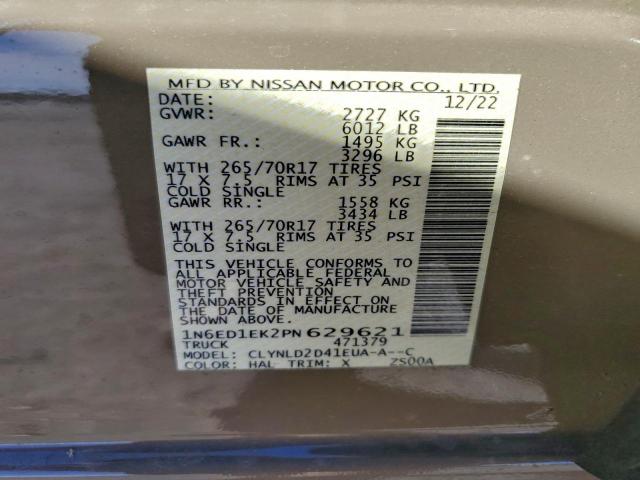 MFD BY NISSAN MOTOR CO., LTD.
DATE: 12/22
GVWR: 2727 KG
6012 LB
GAWR FR.: 1495 KG
3296 LB
WITH 265/70R17 TIRES
17 X 7.5 RIMS AT 35 PSI
COLD SINGLE
GAWR RR.: 1558 KG
3434 LB
WITH 265/70R17 TIRES
17 X 7.5 RIMS AT 35 PSI
COLD SINGLE
THIS VEHICLE CONFORMS TO
ALL APPLICABLE FEDERAL
MOTOR VEHICLE SAFETY AND
THEFT PREVENTION
STANDARDS IN EFFECT ON
THE DATE OF MANUFACTURE
SHOWN ABOVE.
1N6ED1EK2PN629621
TRUCK 471379
MODEL: CLYNLD2D41EUA-A--C
COLOR: HAL TRIM: X ZS00A